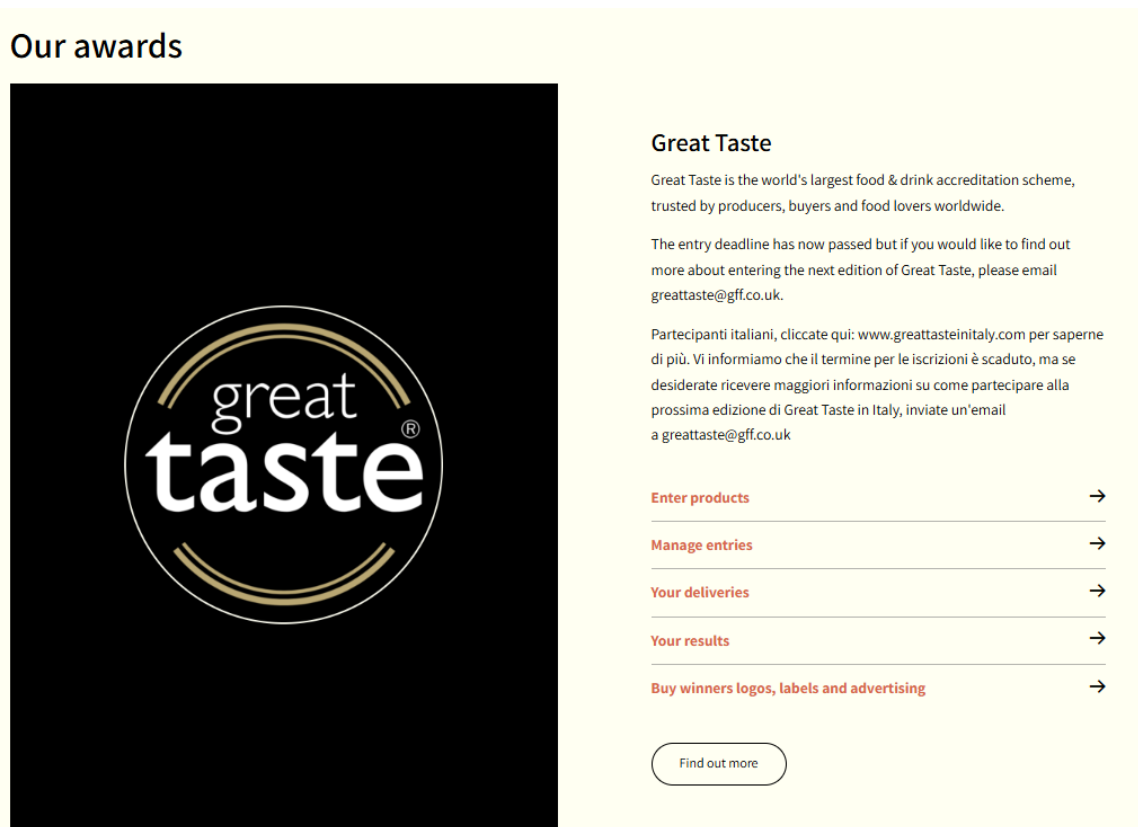 Our awards
great
taste®
Great Taste
Great Taste is the world's largest food & drink accreditation scheme,
trusted by producers, buyers and food lovers worldwide.
The entry deadline has now passed but if you would like to find out
more about entering the next edition of Great Taste, please email
greattaste@gff.co.uk.
Partecipanti italiani, cliccate qui: www.greattasteinitaly.com per saperne
di più. Vi informiamo che il termine per le iscrizioni è scaduto, ma se
desiderate ricevere maggiori informazioni su come partecipare alla
prossima edizione di Great Taste in Italy, inviate un'email
a greattaste@gff.co.uk
Enter products
Manage entries
Your deliveries
Your results
Buy winners logos, labels and advertising
Find out more